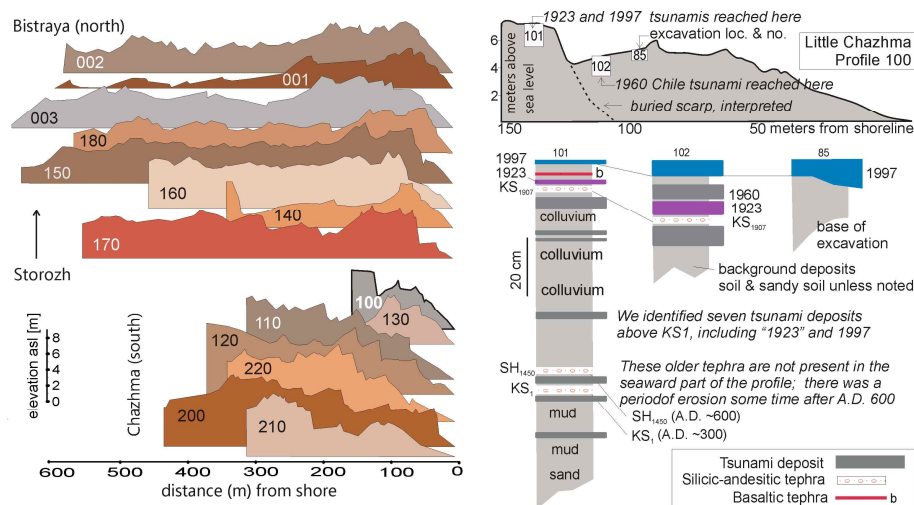 Bistraya (north)
002
001
003
180
150
160
140
170
Storozh
elevation asl [m]
8
6
4
2
0
Chazhma (south)
100
130
110
120
220
200
210
600
500
400
300
200
100
0
distance (m) from shore
1923 and 1997 tsunamis reached here
excavation loc. & no.
Little Chazhma
Profile 100
meters above
sea level
6
4
2
101
102
85
1960 Chile tsunami reached here
buried scarp, interpreted
150
100
50 meters from shoreline
101
102
85
1997
1923
KS1907
b
colluvium
colluvium
colluvium
20 cm
1960
1923
KS1907
1997
base of
excavation
background deposits
soil & sandy soil unless noted
We identified seven tsunami deposits
above KS1, including “1923” and 1997
SH1450
KS1
These older tephra are not present in the
seaward part of the profile; there was a
periodof erosion some time after A.D. 600
SH1450 (A.D. ~600)
KS1 (A.D. ~300)
mud
mud
sand
Tsunami deposit
Silicic-andesitic tephra
Basaltic tephra b